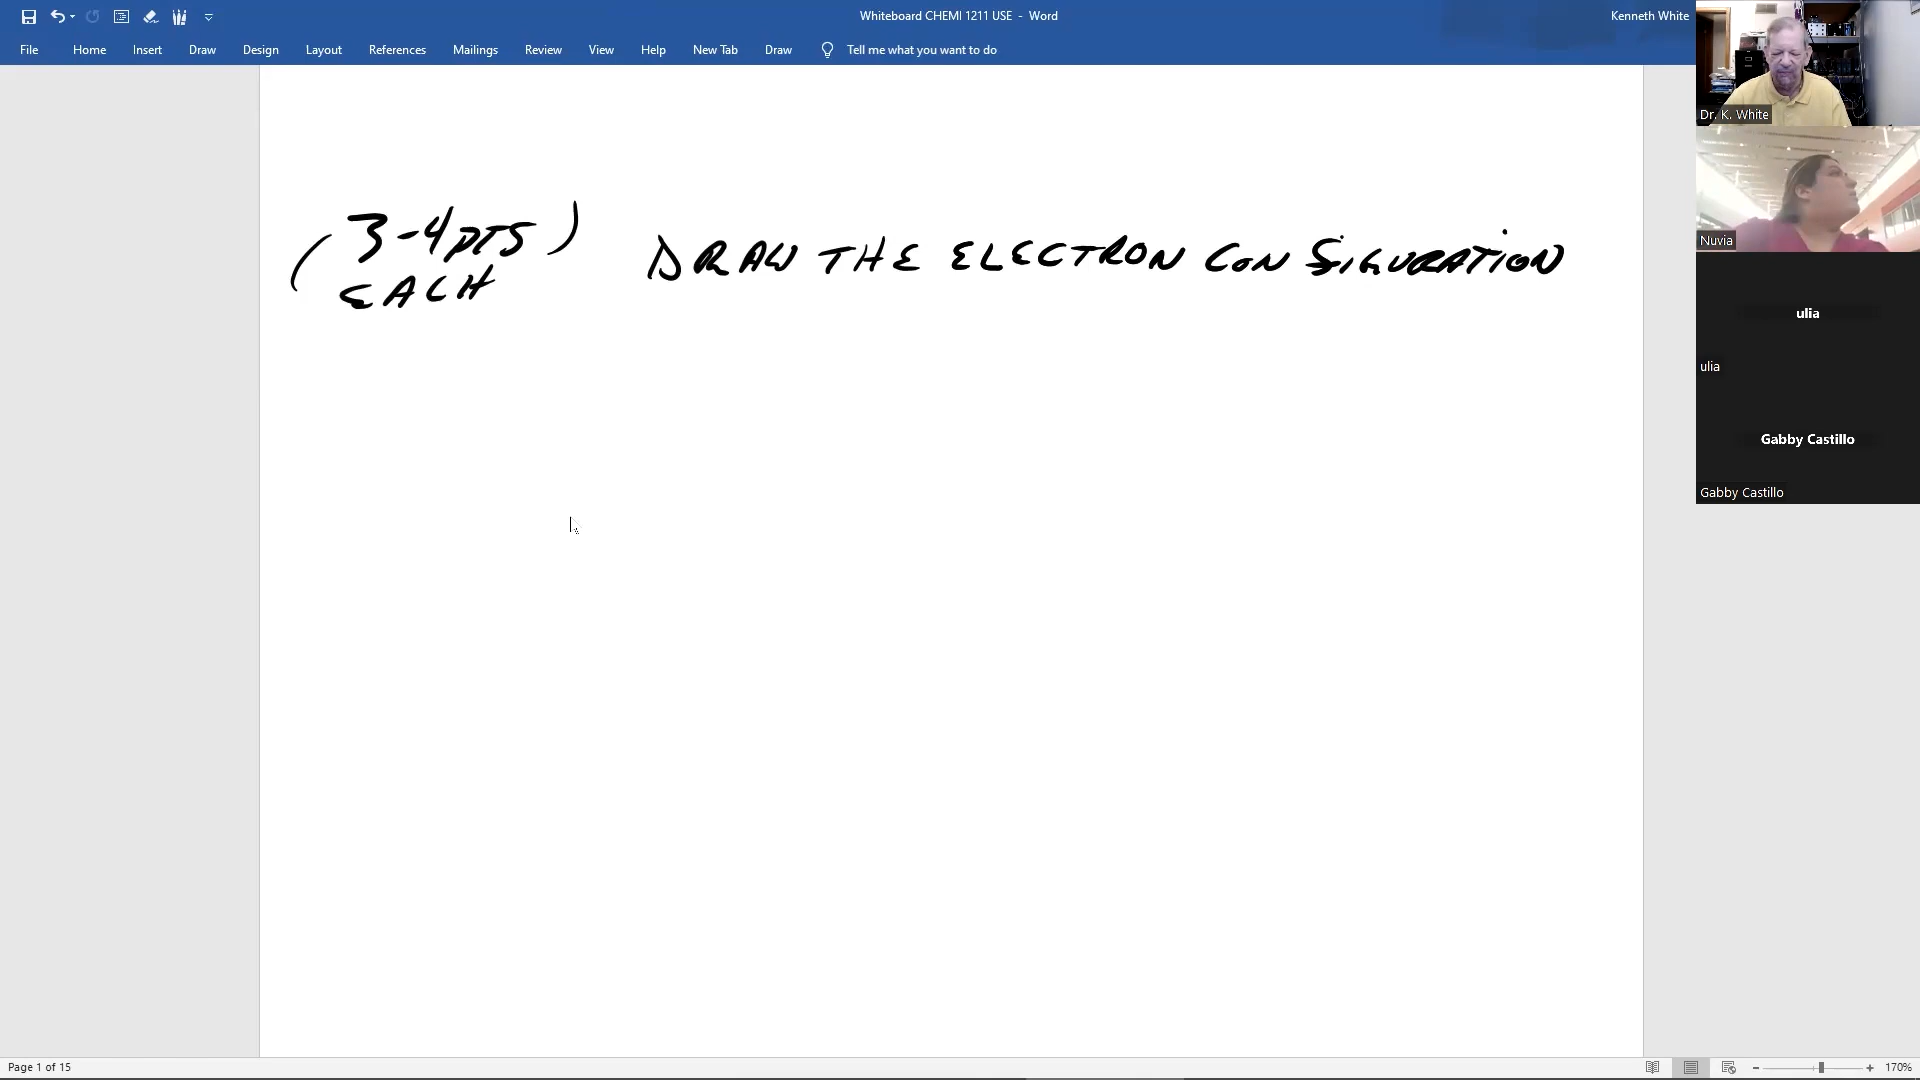 Whiteboard CHEMI 1211 USE - Word
Kenneth White
File Home Insert Draw Design Layout References Mailings Review View Help New Tab Draw Tell me what you want to do
Dr. K. White
Nuvia
ulia
ulia
Gabby Castillo
Gabby Castillo
(3-4 PTS) DRAW THE ELECTRON CONFIGURATION
EACH
Page 1 of 15
170%